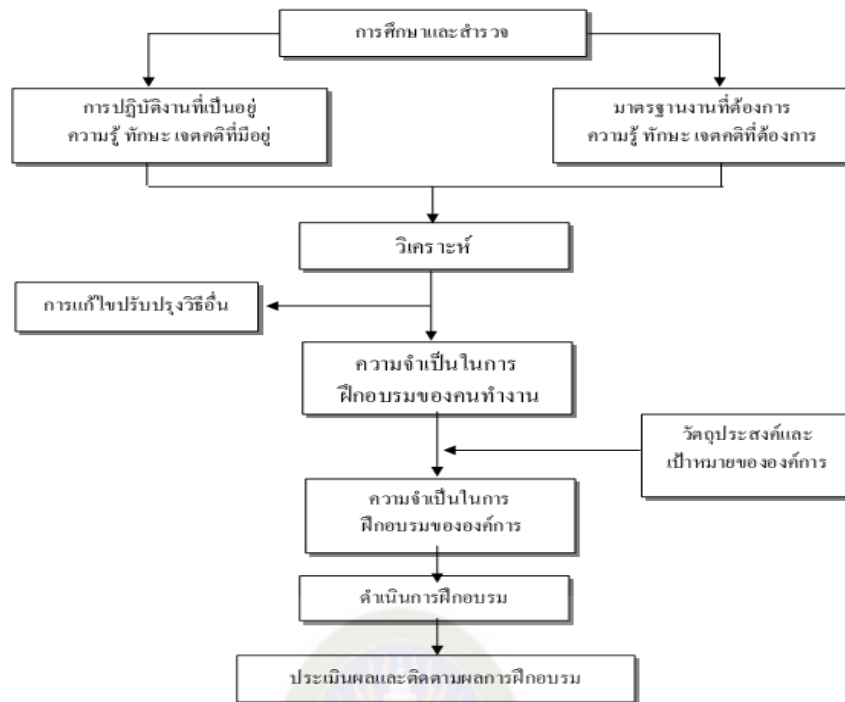 การศึกษาและสำรวจ
การปฏิบัติงานที่เป็นอยู่
ความรู้ ทักษะ เจตคติที่มีอยู่
มาตรฐานงานที่ต้องการ
ความรู้ ทักษะ เจตคติที่ต้องการ
วิเคราะห์
การแก้ไขปรับปรุงวิธีอื่น
ความจำเป็นในการ
ฝึกอบรมของคนทำงาน
วัตถุประสงค์และ
เป้าหมายขององค์การ
ความจำเป็นในการ
ฝึกอบรมขององค์การ
ดำเนินการฝึกอบรม
ประเมินผลและติดตามผลการฝึกอบรม